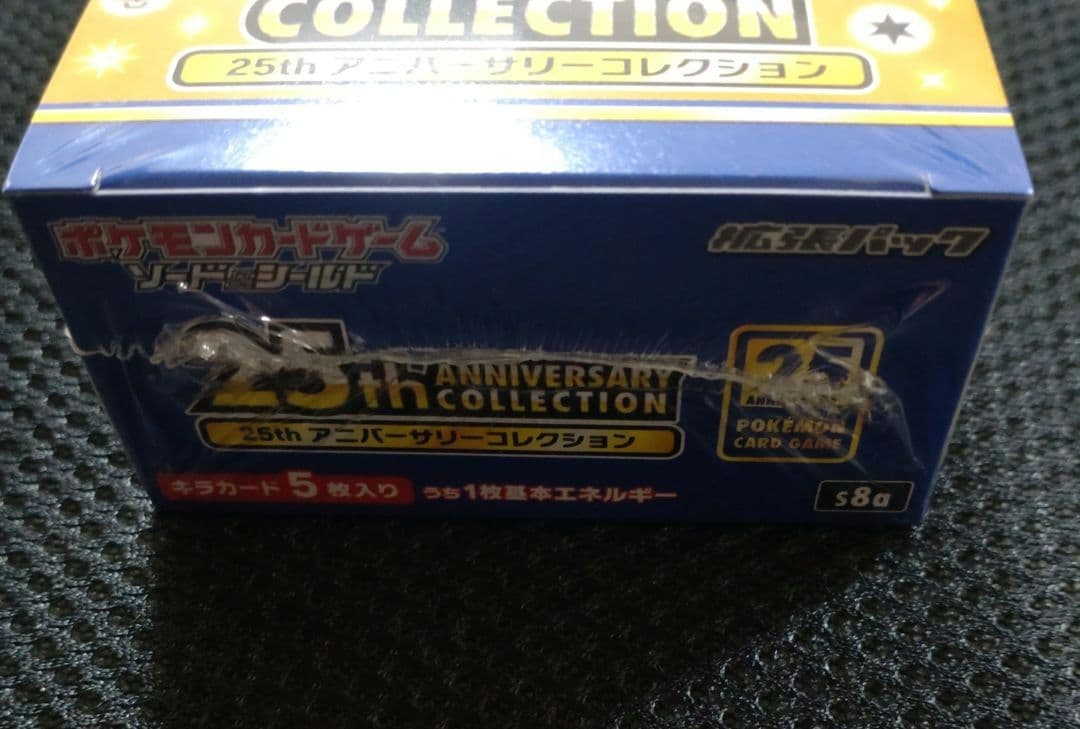 COLLECTION
25th アニバーサリーコレクション
ポケモンカードゲーム
ソード&シールド
拡張パック
25th ANNIVERSARY
COLLECTION
25th アニバーサリーコレクション
25
POKÉMON
CARD GAME
キラカード 5 枚入り うち1枚基本エネルギー
s8a